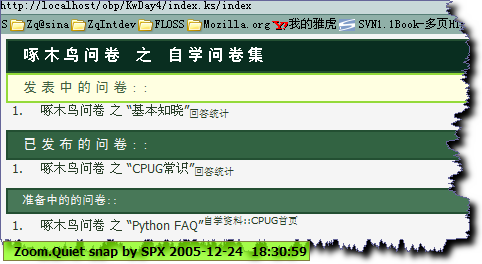 http://localhost/obp/KwDay4/index.ks/index
S Zq@sina ZqIntdev FLOSS Mozilla.org 我的雅虎 SVN1.1Book-多页H
啄木鸟问卷 之 自学问卷集
发表中的问卷::
1. 啄木鸟问卷 之 “基本知晓”回答统计
已发布的问卷::
1. 啄木鸟问卷 之 “CPUG常识”回答统计
准备中的的问卷::
1. 啄木鸟问卷 之 “Python FAQ”自学资料::CPUG首页
Zoom.Quiet snap by SPX 2005-12-24 18:30:59